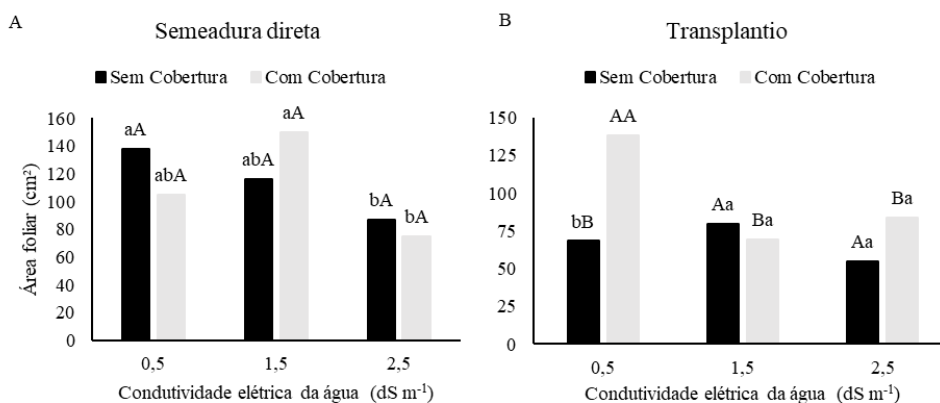 A
Semeadura direta
Sem Cobertura Com Cobertura
Área foliar (cm²)
160
140
120
100
80
60
40
20
0
aA
abA
abA
aA
bA
bA
0,5 1,5 2,5
Condutividade elétrica da água (dS m⁻¹)
B
Transplantio
Sem Cobertura Com Cobertura
150
125
100
75
50
25
0
bB
AA
Aa
Ba
Aa
Ba
0,5 1,5 2,5
Condutividade elétrica da água (dS m⁻¹)